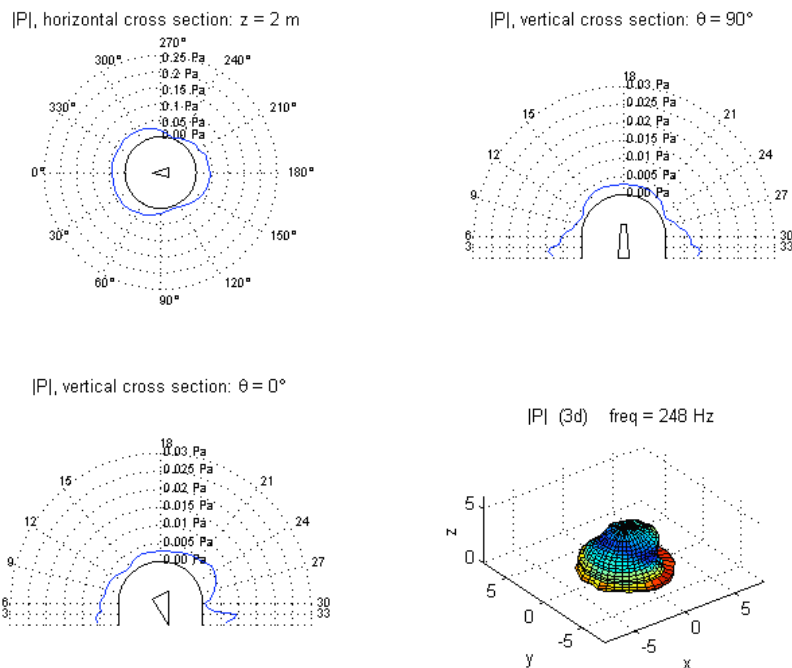 |P|, horizontal cross section: z = 2 m
270°
300°
0.25 Pa
240°
0.2 Pa
330°
0.15 Pa
210°
0.1 Pa
0.05 Pa
0.00 Pa
0°
180°
30°
150°
60°
120°
90°
|P|, vertical cross section: θ = 90°
18
0.03 Pa
0.025 Pa
15
21
0.02 Pa
0.015 Pa
12
24
0.01 Pa
0.005 Pa
9
27
0.00 Pa
6
30
3
33
|P|, vertical cross section: θ = 0°
18
0.03 Pa
0.025 Pa
15
21
0.02 Pa
0.015 Pa
12
24
0.01 Pa
0.005 Pa
9
27
0.00 Pa
6
30
3
33
|P| (3d) freq = 248 Hz
5
z
0
5
0
-5
y
-5
0
5
x